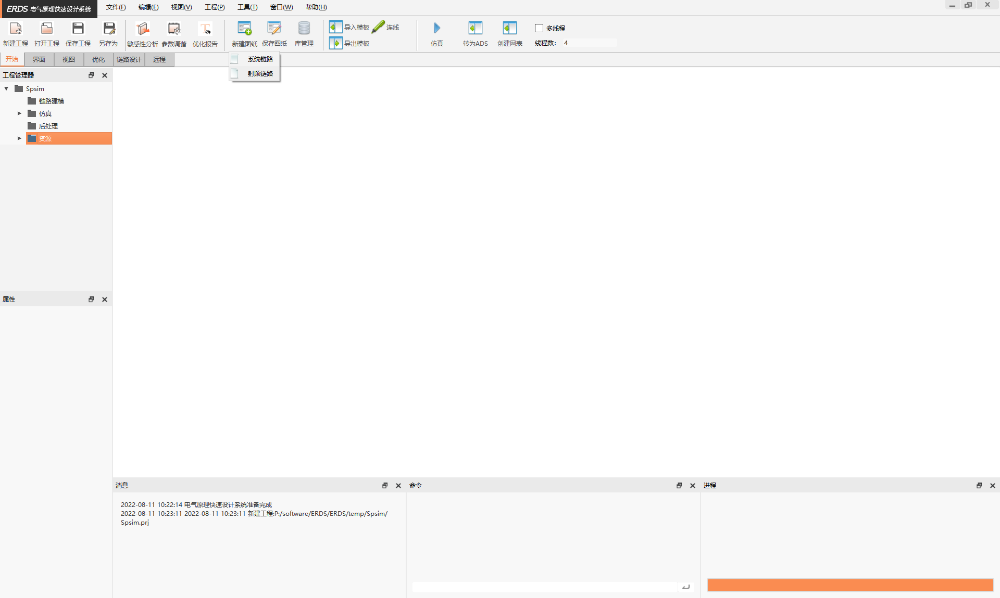 ERDS 电气原理快速设计系统
文件(F) 编辑(E) 视图(V) 工程(P) 工具(T) 窗口(W) 帮助(H)
新建工程 打开工程 保存工程 另存为 敏感性分析 参数调谐 优化报告 新建图纸 保存图纸 库管理
导入模板 连线
导出模板
仿真 转为ADS 创建网表
多线程
线程数: 4
开始 界面 视图 优化 链路设计 远程
系统链路
射频链路
工程管理器
Spsim
链路建模
仿真
后处理
资源
属性
消息
2022-08-11 10:22:14 电气原理快速设计系统准备完成
2022-08-11 10:23:11 2022-08-11 10:23:11 新建工程:P:/software/ERDS/ERDS/temp/Spsim/
Spsim.prj
命令
进程